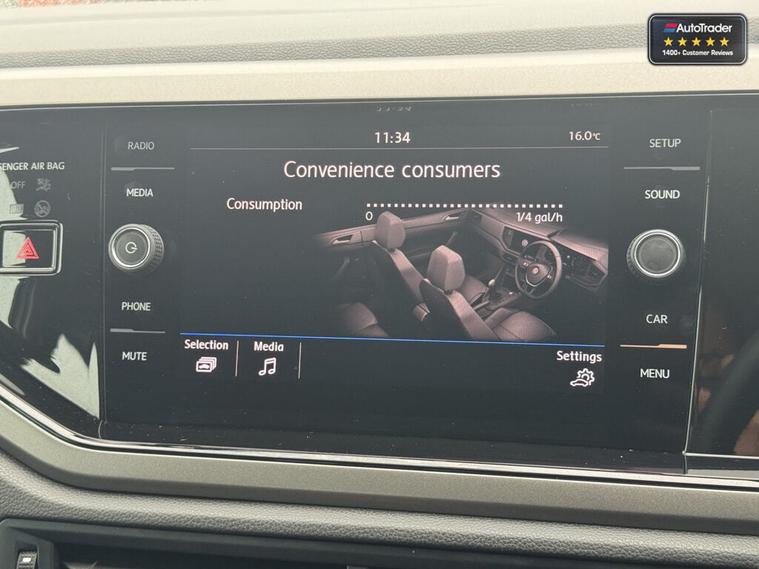 AutoTrader
1400+ Customer Reviews
RADIO
MEDIA
PHONE
MUTE
AIR BAG
OFF
11:34
16.0°C
Convenience consumers
Consumption
0
1/4 gal/h
Selection
Media
Settings
SETUP
SOUND
CAR
MENU